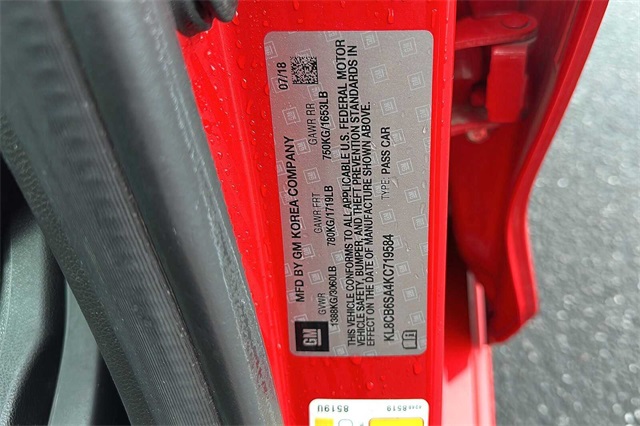 MFD BY GM KOREA COMPANY
07/18
GVWR
GAWR FRT
GAWR RR
1388KG/3060LB
780KG/1719LB
750KG/1653LB
THIS VEHICLE CONFORMS TO ALL APPLICABLE U.S. FEDERAL MOTOR
VEHICLE SAFETY, BUMPER, AND THEFT PREVENTION STANDARDS IN
EFFECT ON THE DATE OF MANUFACTURE SHOWN ABOVE.
KL8CB6SA4KC719584
TYPE: PASS CAR
GM
8519U
8519